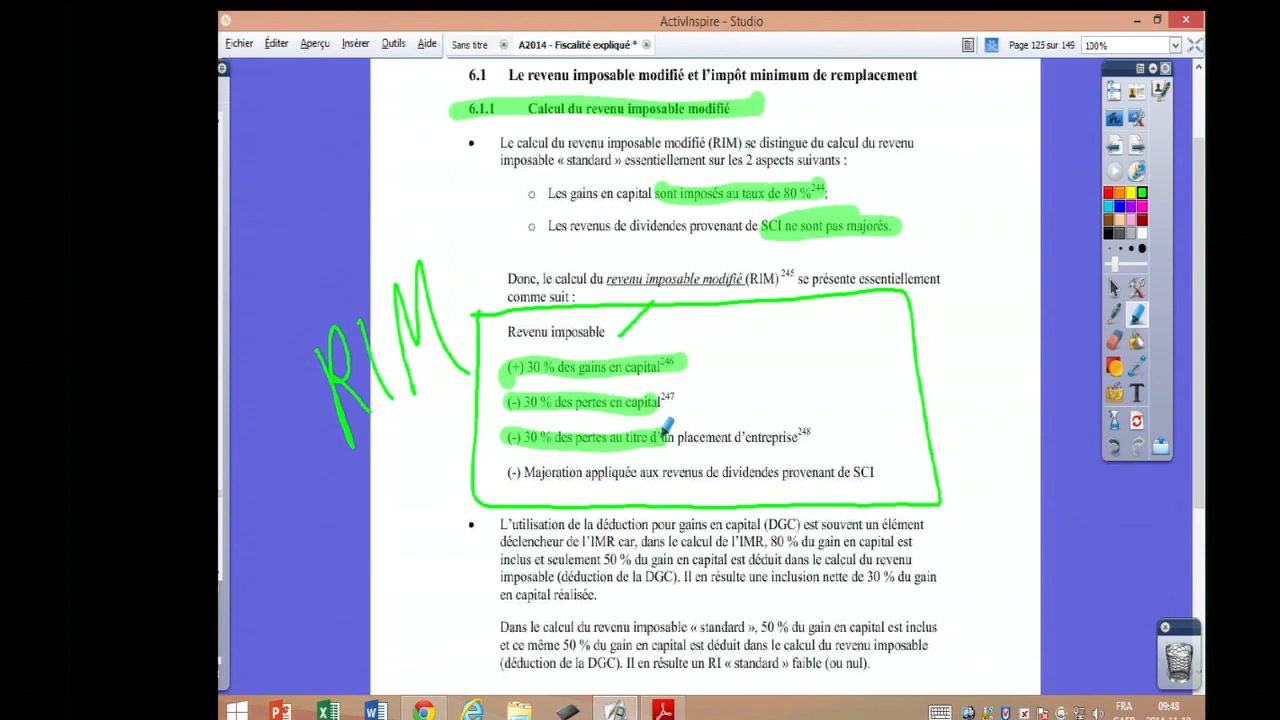 ActivInspire - Studio
Fichier Éditer Aperçu Insérer Outils Aide Sans titre A2014 - Fiscalité expliqué * Page 125 sur 149 100%
6.1 Le revenu imposable modifié et l'impôt minimum de remplacement
6.1.1 Calcul du revenu imposable modifié
• Le calcul du revenu imposable modifié (RIM) se distingue du calcul du revenu
imposable « standard » essentiellement sur les 2 aspects suivants :
o Les gains en capital sont imposés au taux de 80 %244;
o Les revenus de dividendes provenant de SCI ne sont pas majorés.
Donc, le calcul du revenu imposable modifié (RIM) 245 se présente essentiellement
comme suit :
RIM
Revenu imposable
(+) 30 % des gains en capital246
(-) 30 % des pertes en capital247
(-) 30 % des pertes au titre d'un placement d'entreprise248
(-) Majoration appliquée aux revenus de dividendes provenant de SCI
• L'utilisation de la déduction pour gains en capital (DGC) est souvent un élément
déclencheur de l'IMR car, dans le calcul de l'IMR, 80 % du gain en capital est
inclus et seulement 50 % du gain en capital est déduit dans le calcul du revenu
imposable (déduction de la DGC). Il en résulte une inclusion nette de 30 % du gain
en capital réalisée.
Dans le calcul du revenu imposable « standard », 50 % du gain en capital est inclus
et ce même 50 % du gain en capital est déduit dans le calcul du revenu imposable
(déduction de la DGC). Il en résulte un RI « standard » faible (ou nul).
FR 09:48